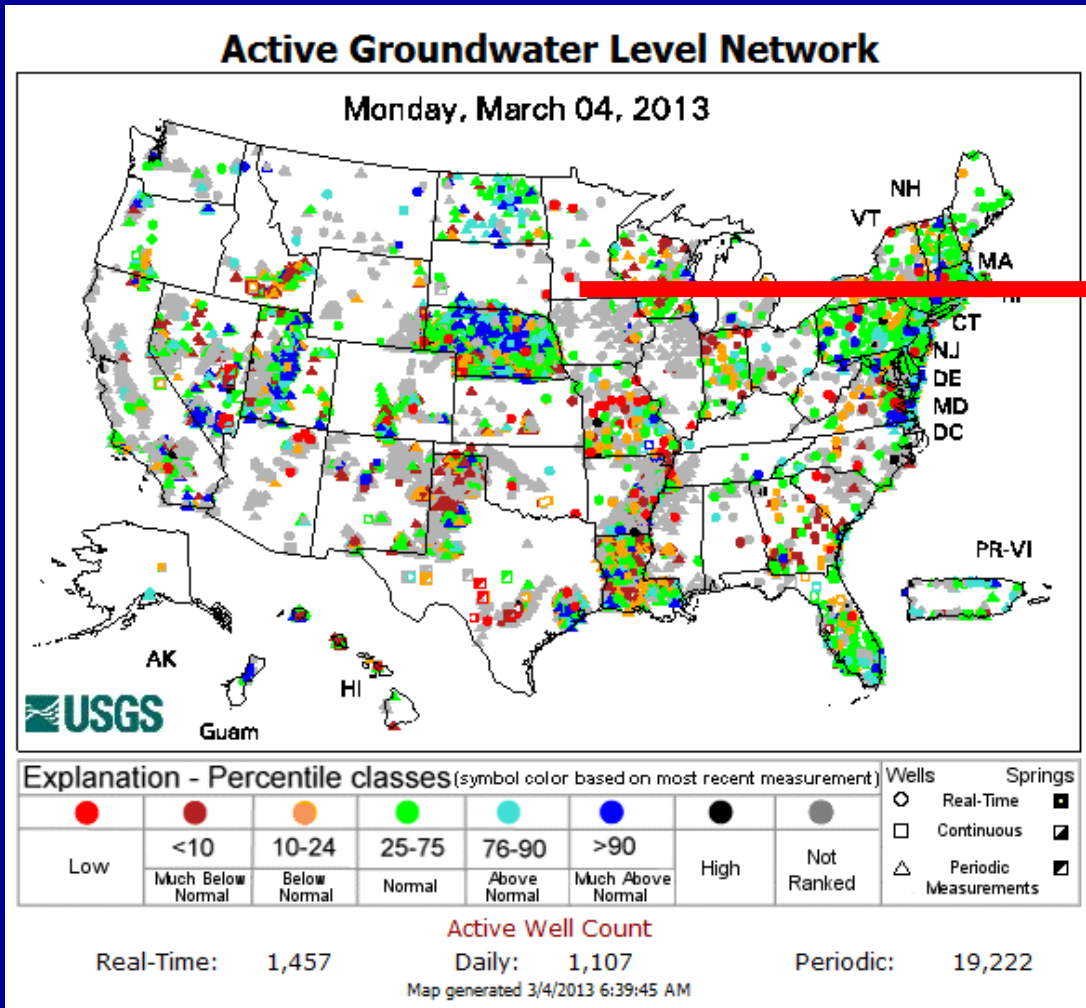 Active Groundwater Level Network
Monday, March 04, 2013
NH
VT
MA
CT
NJ
DE
MD
DC
PR-VI
AK
HI
Guam
USGS
Explanation - Percentile classes (symbol color based on most recent measurement)
Wells Springs
Real-Time
Continuous
Periodic
Measurements
Low
<10
Much Below
Normal
10-24
Below
Normal
25-75
Normal
76-90
Above
Normal
>90
Much Above
Normal
High
Not
Ranked
Active Well Count
Real-Time: 1,457 Daily: 1,107 Periodic: 19,222
Map generated 3/4/2013 6:39:45 AM